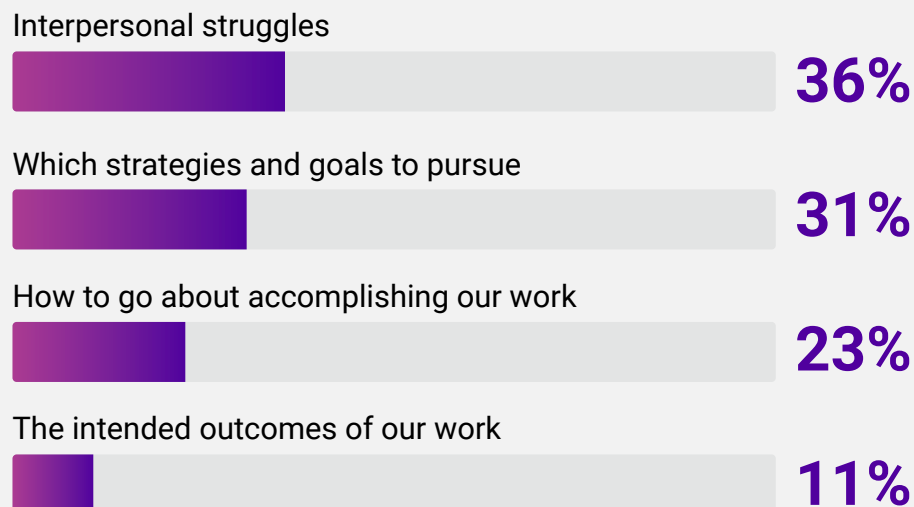 Interpersonal struggles
36%
Which strategies and goals to pursue
31%
How to go about accomplishing our work
23%
The intended outcomes of our work
11%